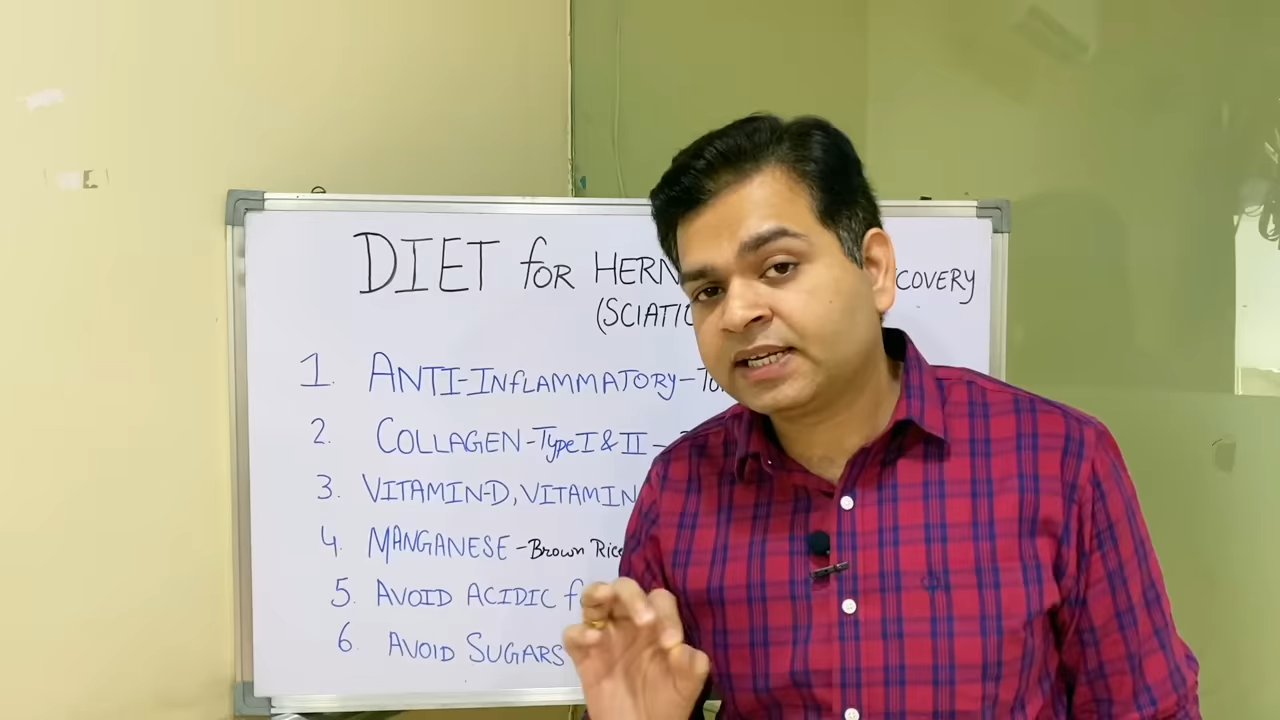 DIET for HERN COVERY
(SCIATIC
1. ANTI-INFLAMMATORY - 
2. COLLAGEN - Type I & II -
3. VITAMIN-D, VITAMIN
4. MANGANESE - Brown Rice
5. AVOID ACIDIC f
6. AVOID SUGARS